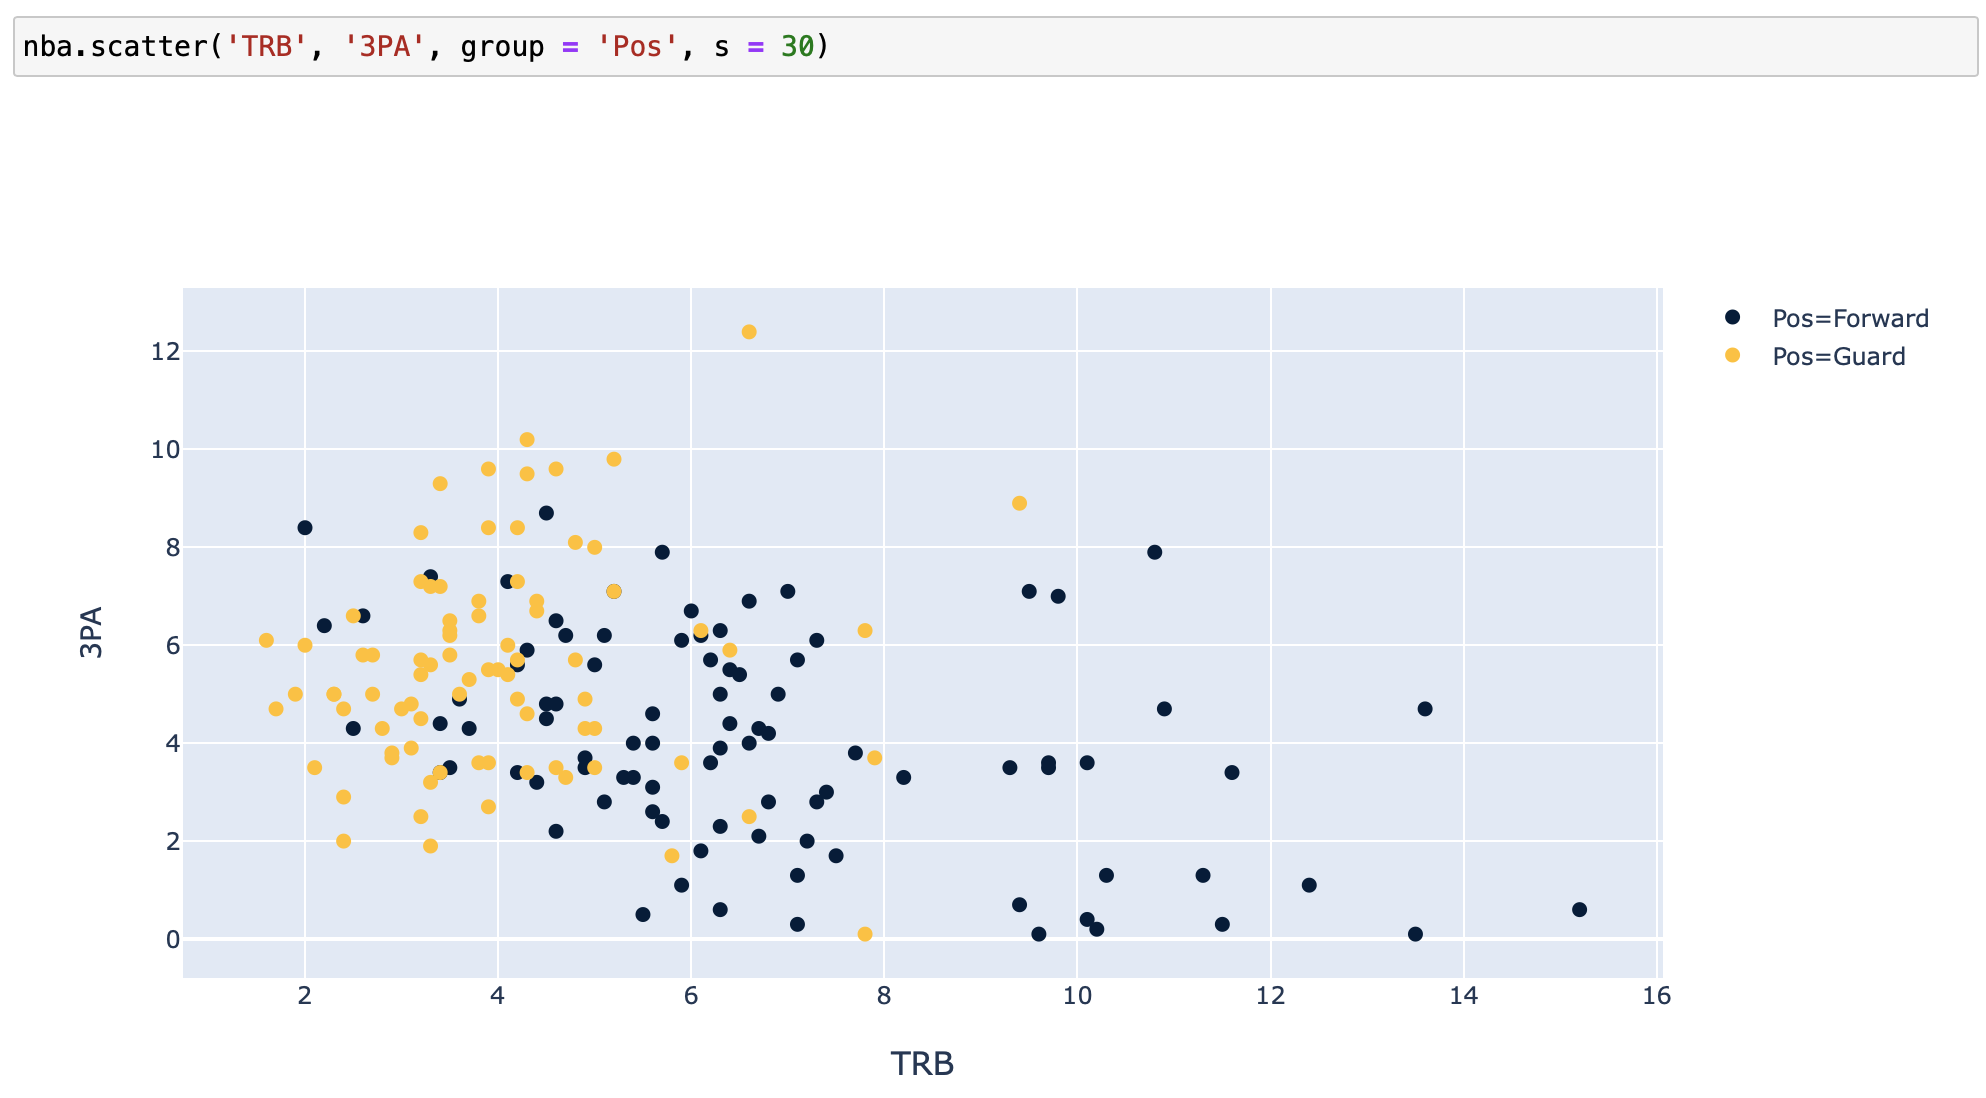 nba.scatter('TRB', '3PA', group = 'Pos', s = 30)
Pos=Forward
Pos=Guard
12
10
8
6
4
2
0
3PA
2 4 6 8 10 12 14 16
TRB